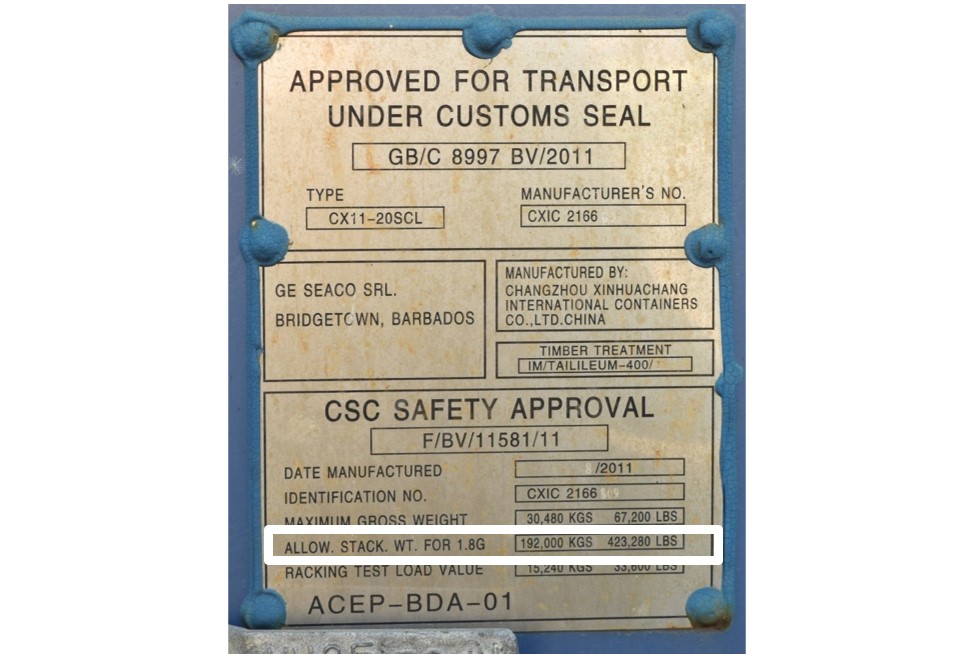 APPROVED FOR TRANSPORT
UNDER CUSTOMS SEAL
GB/C 8997 BV/2011
TYPE
CX11-20SCL
MANUFACTURER'S NO.
CXIC 2166
GE SEACO SRL.
BRIDGETOWN, BARBADOS
MANUFACTURED BY:
CHANGZHOU XINHUACHANG
INTERNATIONAL CONTAINERS
CO.,LTD.CHINA
TIMBER TREATMENT
IM/TAILILEUM-400/
CSC SAFETY APPROVAL
F/BV/11581/11
DATE MANUFACTURED /2011
IDENTIFICATION NO. CXIC 2166
MAXIMUM GROSS WEIGHT 30,480 KGS 67,200 LBS
ALLOW. STACK. WT. FOR 1.8G 192,000 KGS 423,280 LBS
RACKING TEST LOAD VALUE 15,240 KGS 33,600 LBS
ACEP-BDA-01